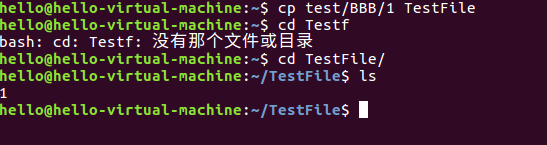 hello@hello-virtual-machine:~$ cp test/BBB/1 TestFile
hello@hello-virtual-machine:~$ cd Testf
bash: cd: Testf: 没有那个文件或目录
hello@hello-virtual-machine:~$ cd TestFile/
hello@hello-virtual-machine:~/TestFile$ ls
1
hello@hello-virtual-machine:~/TestFile$